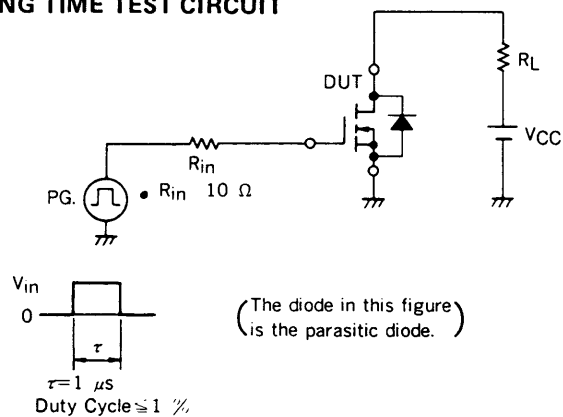 NG TIME TEST CIRCUIT
DUT
RL
VCC
Rin
PG.
• Rin 10 Ω
Vin
0
τ
τ=1 μs
Duty Cycle≦1 %
(The diode in this figure
is the parasitic diode.)